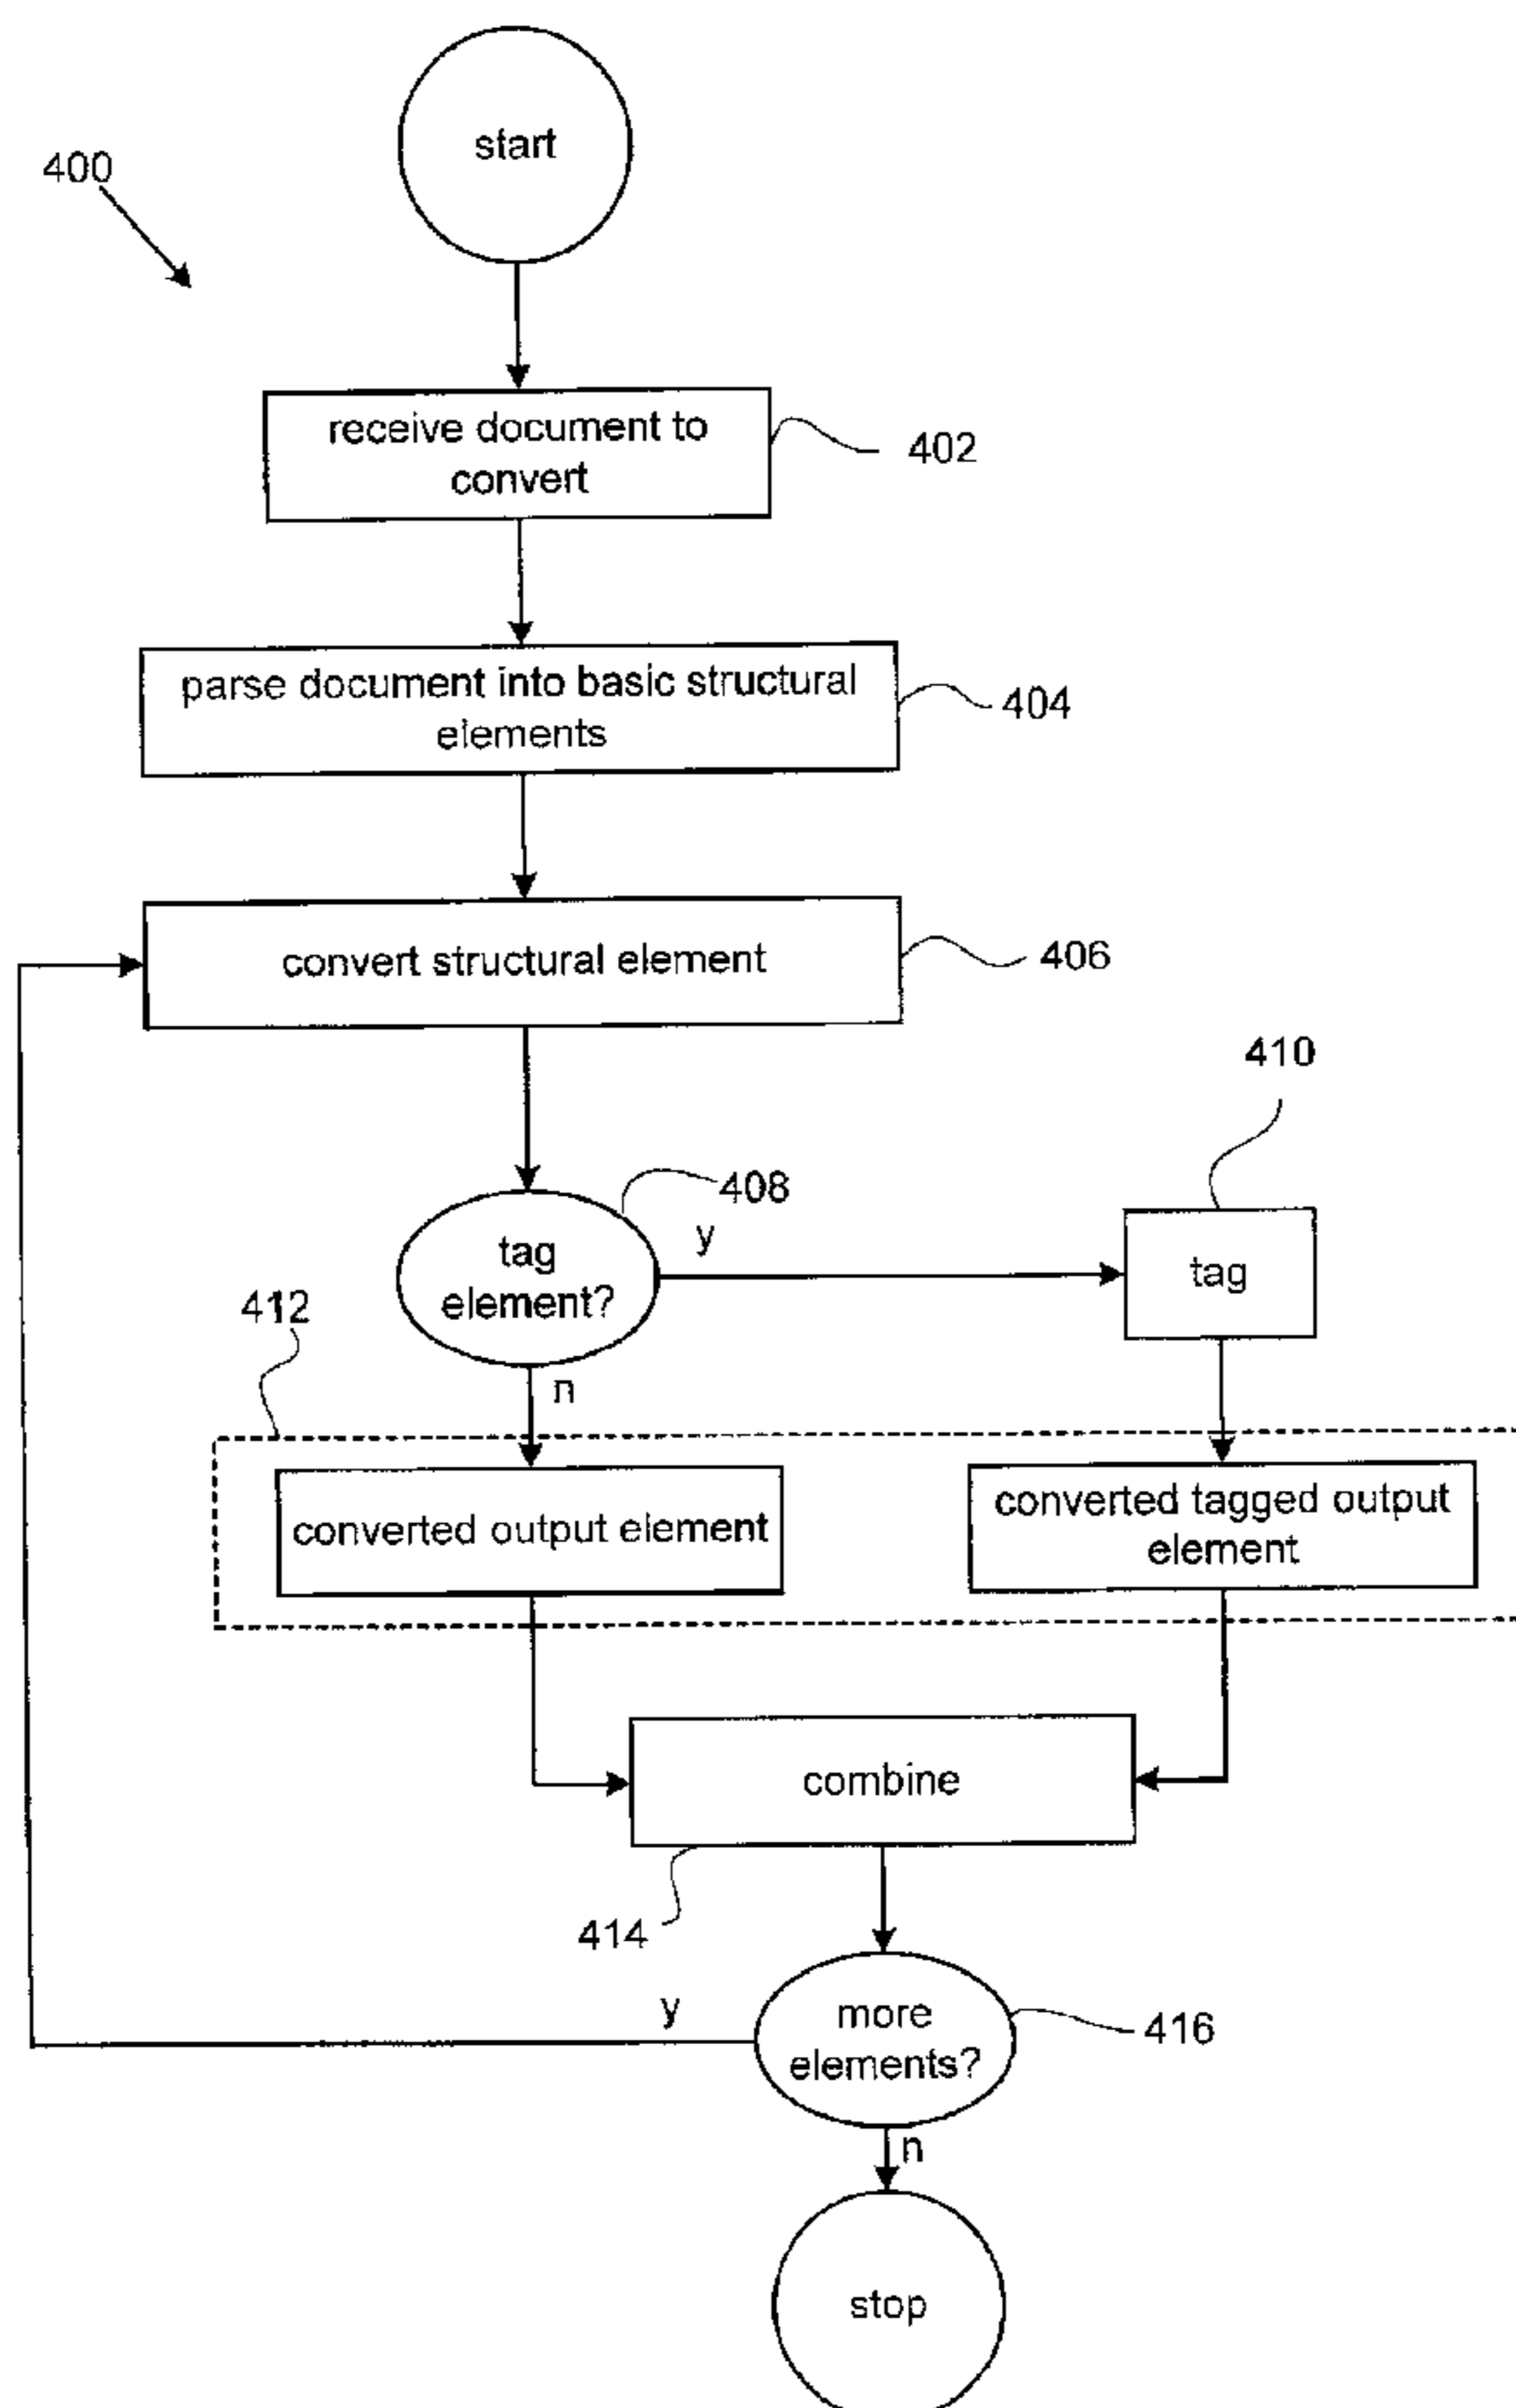 start
400
receive document to
convert
402
parse document into basic structural
elements
404
convert structural element
406
410
408
tag
element?
y
tag
412
n
converted output element
converted tagged output
element
combine
414
y
more
elements?
416
n
stop